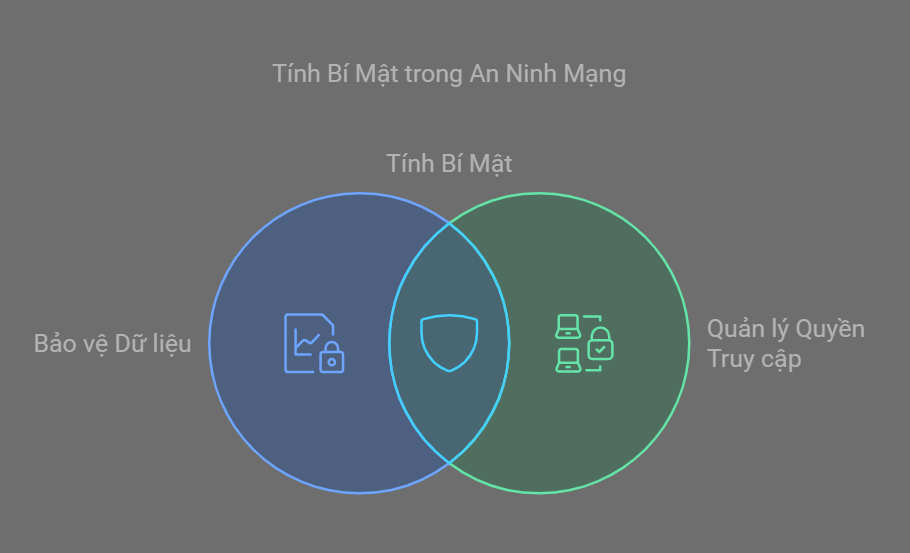 Tính Bí Mật trong An Ninh Mạng
Tính Bí Mật
Bảo vệ Dữ liệu
Quản lý Quyền
Truy cập